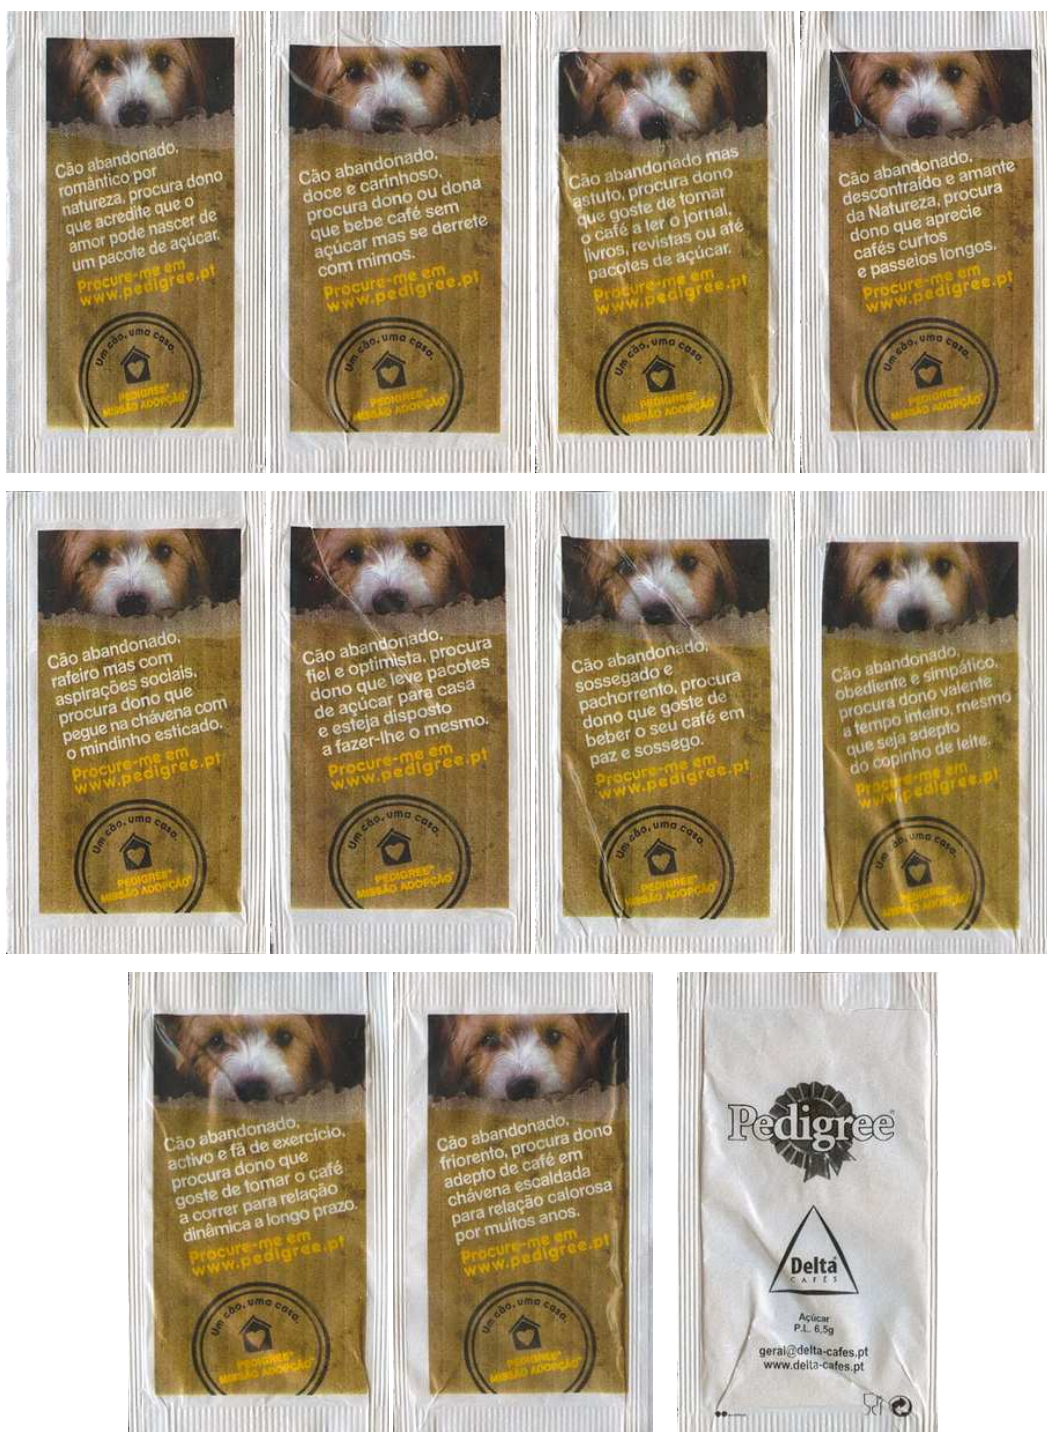 Cão abandonado,
romântico por
natureza, procura dono
que acredite que o
amor pode nascer de
um pacote de açúcar.
Procure-me em
www.pedigree.pt
Um cão, uma casa.
PEDIGREE®
MISSÃO ADOPÇÃO
Cão abandonado,
doce e carinhoso,
procura dono ou dona
que bebe café sem
açúcar mas se derrete
com mimos.
Procure-me em
www.pedigree.pt
Um cão, uma casa.
PEDIGREE®
MISSÃO ADOPÇÃO
Cão abandonado mas
astuto, procura dono
que goste de tomar
o café a ler o jornal,
livros, revistas ou até
pacotes de açúcar.
Procure-me em
www.pedigree.pt
Um cão, uma casa.
PEDIGREE®
MISSÃO ADOPÇÃO
Cão abandonado,
descontraído e amante
da Natureza, procura
dono que aprecie
cafés curtos
e passeios longos.
Procure-me em
www.pedigree.pt
Um cão, uma casa.
PEDIGREE®
MISSÃO ADOPÇÃO
Cão abandonado,
rafeiro mas com
aspirações sociais,
procura dono que
pegue na chávena com
o mindinho esticado.
Procure-me em
www.pedigree.pt
Um cão, uma casa.
PEDIGREE®
MISSÃO ADOPÇÃO
Cão abandonado,
fiel e optimista, procura
dono que leve pacotes
de açúcar para casa
e esteja disposto
a fazer-lhe o mesmo.
Procure-me em
www.pedigree.pt
Um cão, uma casa.
PEDIGREE®
MISSÃO ADOPÇÃO
Cão abandonado,
sossegado e
pachorrento, procura
dono que goste de
beber o seu café em
paz e sossego.
Procure-me em
www.pedigree.pt
Um cão, uma casa.
PEDIGREE®
MISSÃO ADOPÇÃO
Cão abandonado,
obediente e simpático,
procura dono valente
a tempo inteiro, mesmo
que seja adepto
do copinho de leite.
Procure-me em
www.pedigree.pt
Um cão, uma casa.
PEDIGREE®
MISSÃO ADOPÇÃO
Cão abandonado,
activo e fã de exercício,
procura dono que
goste de tomar o café
a correr para relação
dinâmica a longo prazo.
Procure-me em
www.pedigree.pt
Um cão, uma casa.
PEDIGREE®
MISSÃO ADOPÇÃO
Cão abandonado,
friorento, procura dono
adepto de café em
chávena escaldada
para relação calorosa
por muitos anos.
Procure-me em
www.pedigree.pt
Um cão, uma casa.
PEDIGREE®
MISSÃO ADOPÇÃO
Pedigree®
Delta
CAFÉS
Açúcar
P.L. 6,5g
geral@delta-cafes.pt
www.delta-cafes.pt